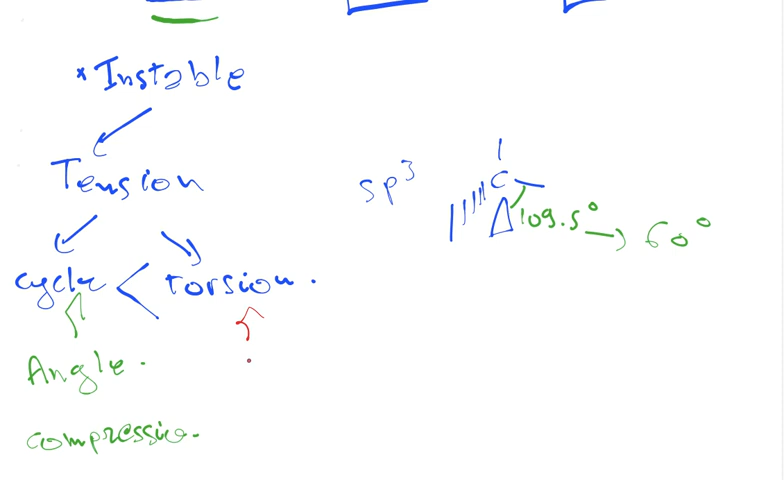 * Instable
Tension
cycle < torsion.
Angle.
compressio.
sp³
C
109.5° → 60°